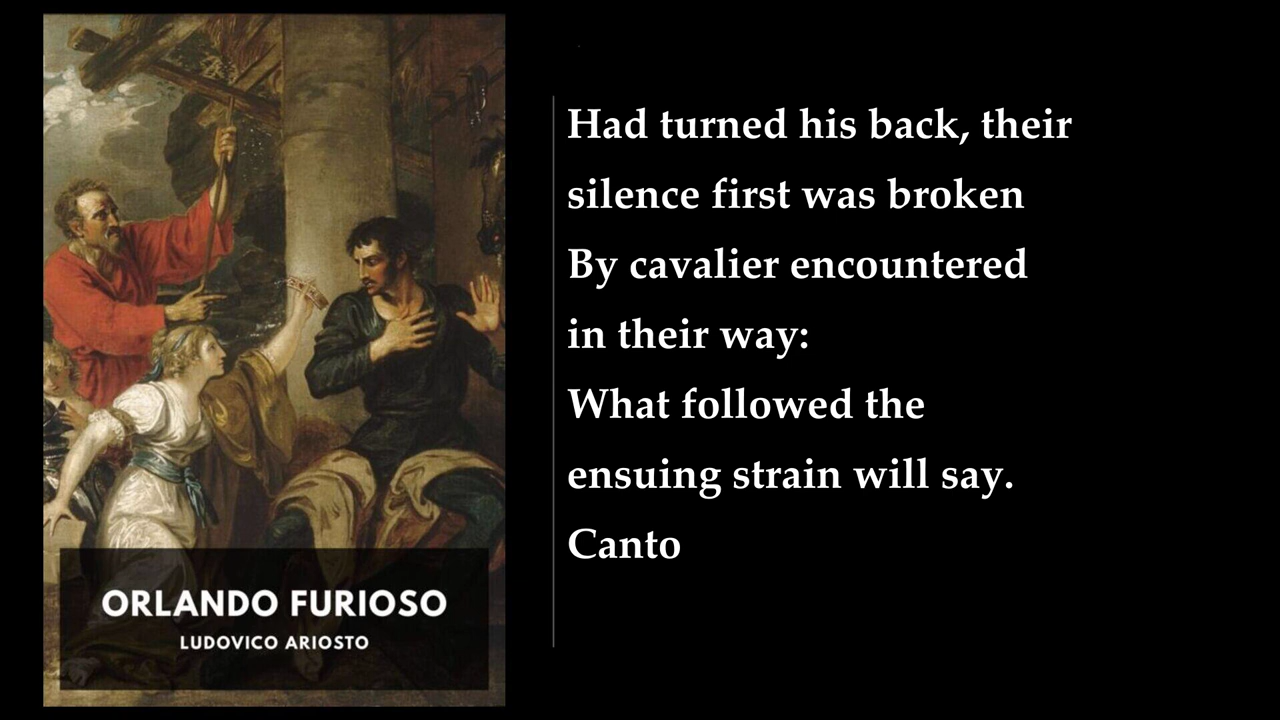 Had turned his back, their
silence first was broken
By cavalier encountered
in their way:
What followed the
ensuing strain will say.
Canto
ORLANDO FURIOSO
LUDOVICO ARIOSTO